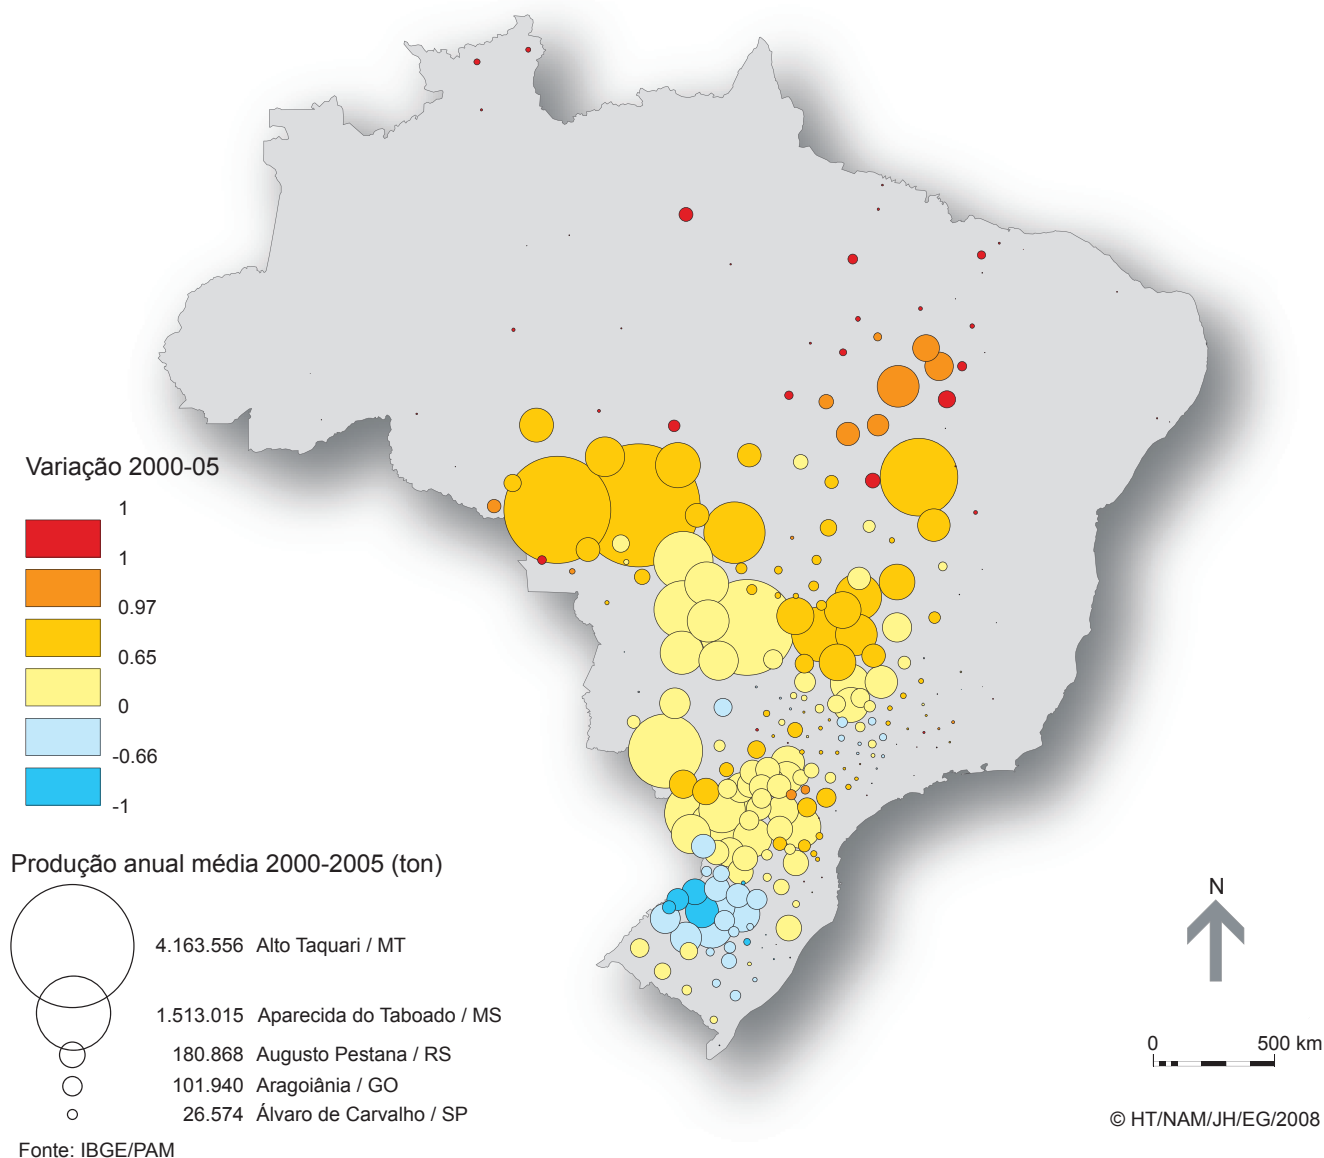 Variação 2000-05
1
1
0.97
0.65
0
-0.66
-1
Produção anual média 2000-2005 (ton)
4.163.556 Alto Taquari / MT
1.513.015 Aparecida do Taboado / MS
180.868 Augusto Pestana / RS
101.940 Aragoiânia / GO
26.574 Álvaro de Carvalho / SP
Fonte: IBGE/PAM
N
0 500 km
© HT/NAM/JH/EG/2008